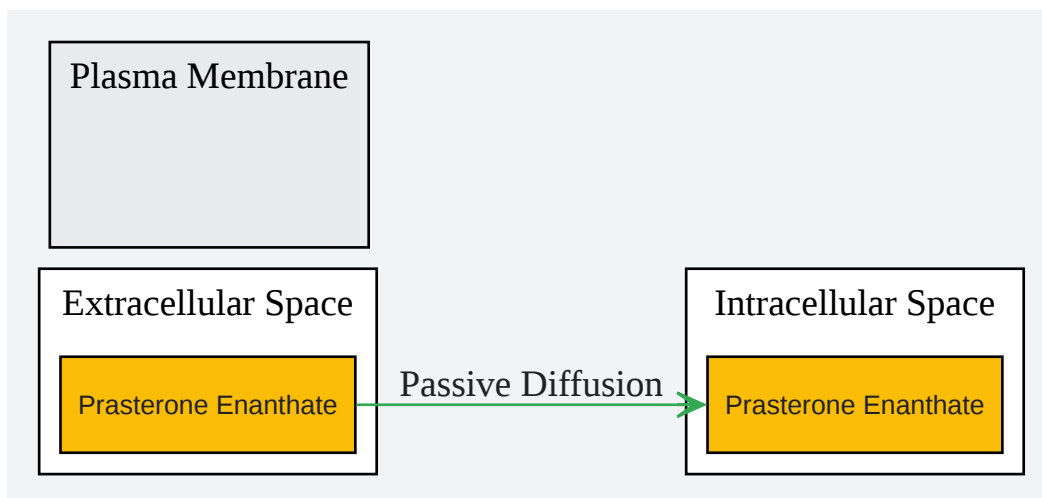 Plasma Membrane
Extracellular Space
Intracellular Space
Prasterone Enanthate
Passive Diffusion
Prasterone Enanthate